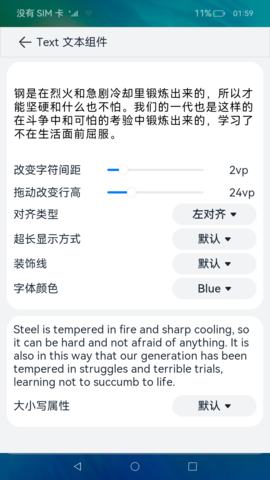 没有 SIM 卡 11% 01:59
Text 文本组件
钢是在烈火和急剧冷却里锻炼出来的，所以才
能坚硬和什么也不怕。我们的一代也是这样的
在斗争中和可怕的考验中锻炼出来的，学习了
不在生活面前屈服。
改变字符间距 2vp
拖动改变行高 24vp
对齐类型 左对齐
超长显示方式 默认
装饰线 默认
字体颜色 Blue
Steel is tempered in fire and sharp cooling, so
it can be hard and not afraid of anything. It is
also in this way that our generation has been
tempered in struggles and terrible trials,
learning not to succumb to life.
大小写属性 默认